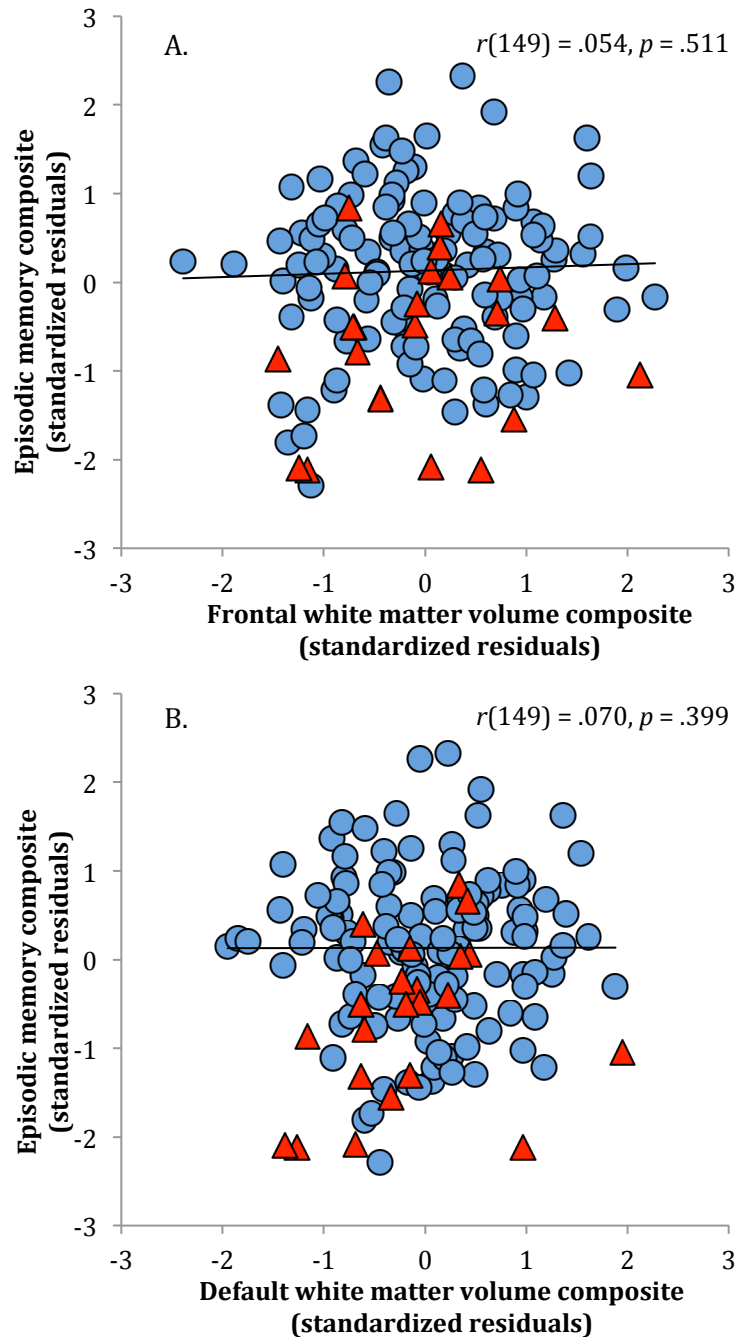 A.
r(149) = .054, p = .511
3
2
1
0
-1
-2
-3
Episodic memory composite
(standardized residuals)
-3
-2
-1
0
1
2
3
Frontal white matter volume composite
(standardized residuals)
B.
r(149) = .070, p = .399
3
2
1
0
-1
-2
-3
Episodic memory composite
(standardized residuals)
-3
-2
-1
0
1
2
3
Default white matter volume composite
(standardized residuals)